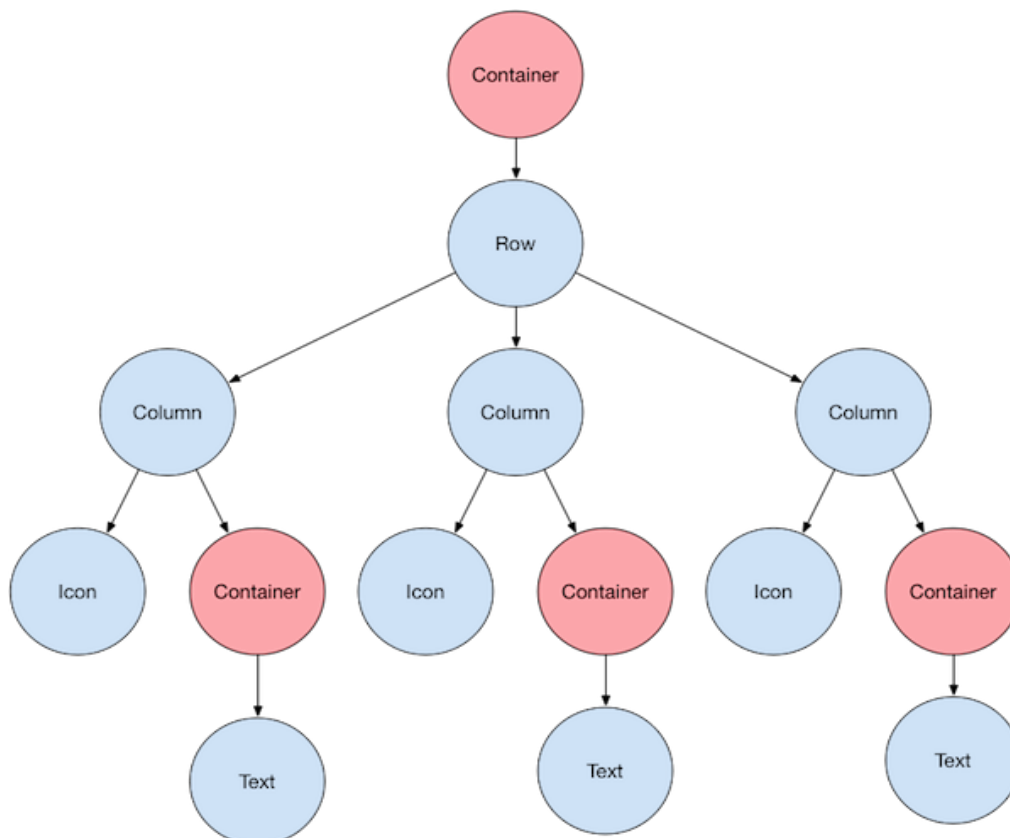 Container
Row
Column
Column
Column
Icon
Container
Icon
Container
Icon
Container
Text
Text
Text